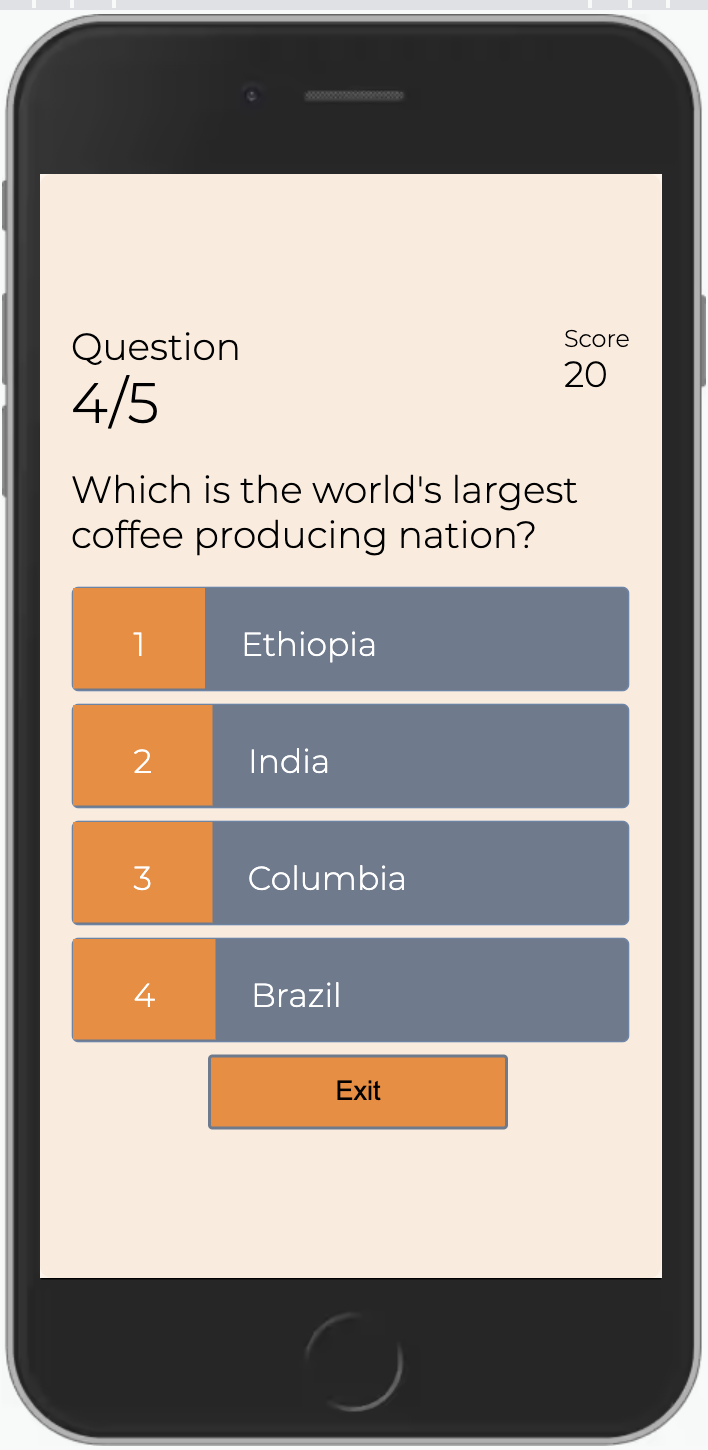 Question
4/5
Score
20
Which is the world's largest
coffee producing nation?
1 Ethiopia
2 India
3 Columbia
4 Brazil
Exit